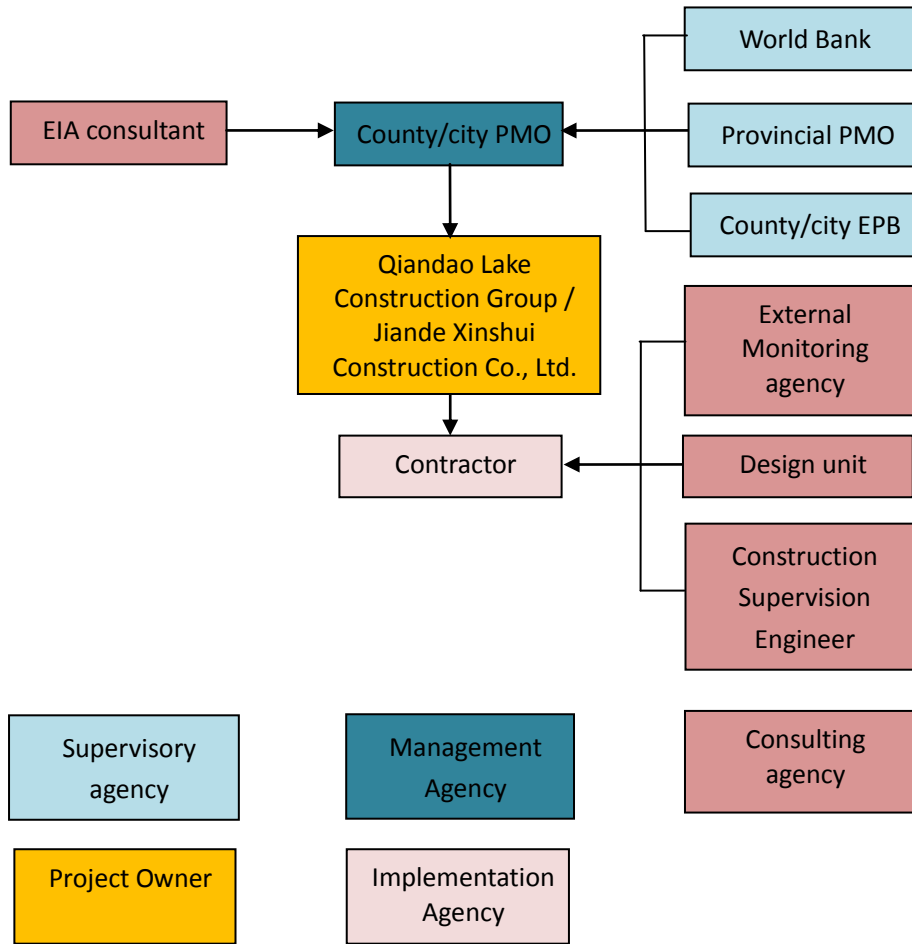 World Bank
EIA consultant
County/city PMO
Provincial PMO
County/city EPB
Qiandao Lake
Construction Group /
Jiande Xinshui
Construction Co., Ltd.
External
Monitoring
agency
Contractor
Design unit
Construction
Supervision
Engineer
Supervisory
agency
Management
Agency
Consulting
agency
Project Owner
Implementation
Agency